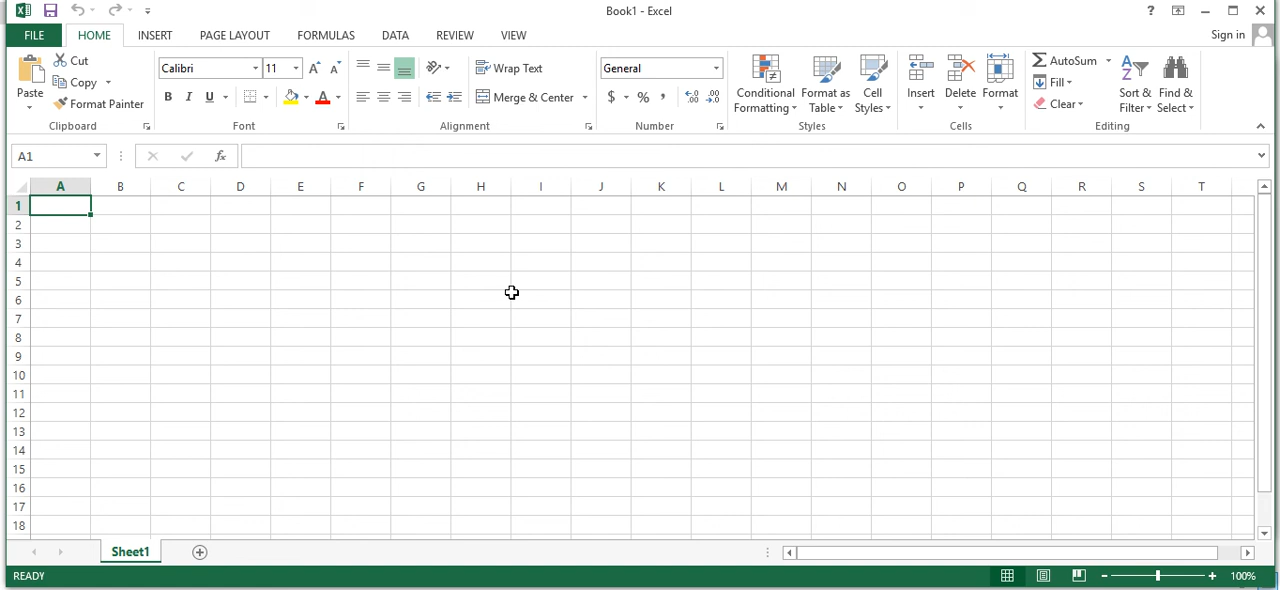 Book1 - Excel
?
FILE HOME INSERT PAGE LAYOUT FORMULAS DATA REVIEW VIEW Sign in
Cut
Copy
Format Painter
Paste
Clipboard
Calibri 11
B I U
Font
Wrap Text
Merge & Center
Alignment
General
$ % ,
Number
Conditional Formatting
Format as Table
Cell Styles
Styles
Insert Delete Format
Cells
AutoSum
Fill
Clear
Sort & Filter
Find & Select
Editing
A1 fx
A B C D E F G H I J K L M N O P Q R S T
1
2
3
4
5
6
7
8
9
10
11
12
13
14
15
16
17
18
Sheet1
READY 100%